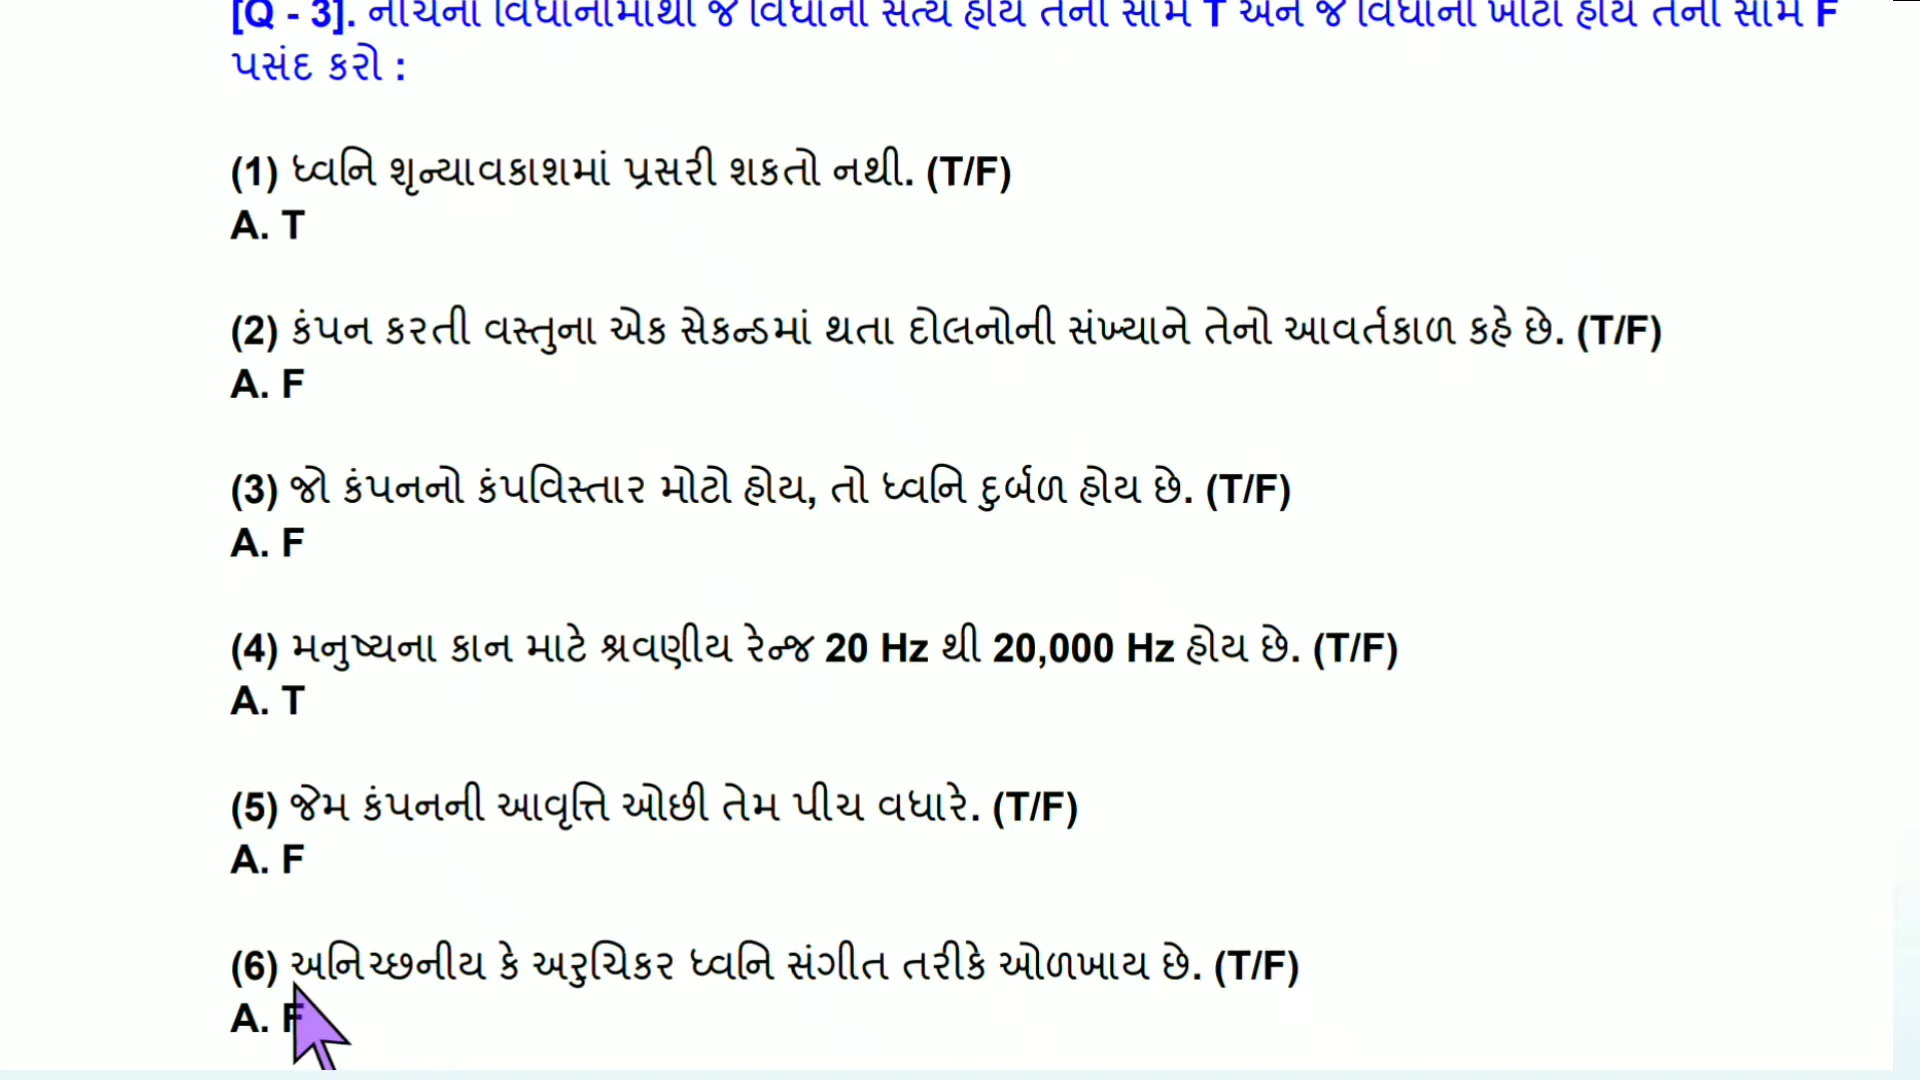 [Q - 3]. નીચેના વિધાનોમાંથી જે વિધાનો સત્ય હોય તેની સામે T અને જે વિધાનો ખોટાં હોય તેની સામે F
પસંદ કરો :
(1) ધ્વનિ શૂન્યાવકાશમાં પ્રસરી શકતો નથી. (T/F)
A. T
(2) કંપન કરતી વસ્તુના એક સેકન્ડમાં થતા દોલનોની સંખ્યાને તેનો આવર્તકાળ કહે છે. (T/F)
A. F
(3) જો કંપનનો કંપવિસ્તાર મોટો હોય, તો ધ્વનિ દુર્બળ હોય છે. (T/F)
A. F
(4) મનુષ્યના કાન માટે શ્રવણીય રેન્જ 20 Hz થી 20,000 Hz હોય છે. (T/F)
A. T
(5) જેમ કંપનની આવૃત્તિ ઓછી તેમ પીચ વધારે. (T/F)
A. F
(6) અનિચ્છનીય કે અરુચિકર ધ્વનિ સંગીત તરીકે ઓળખાય છે. (T/F)
A. F